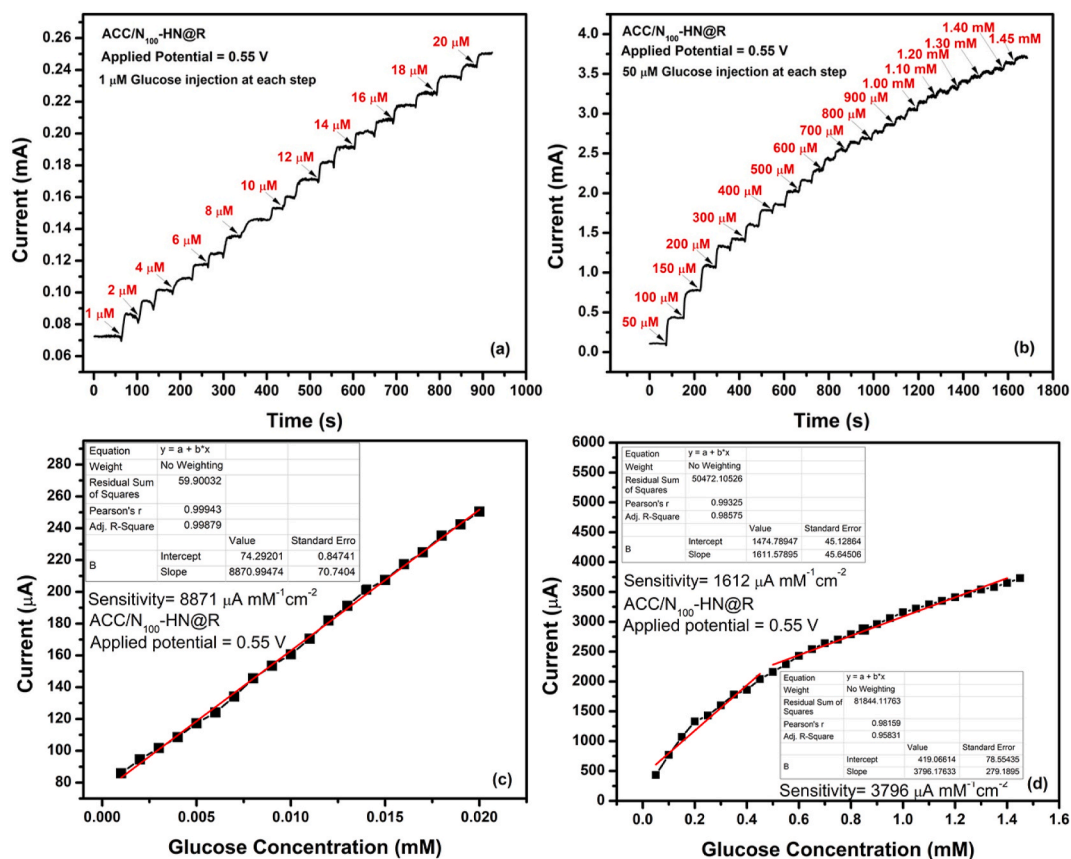 ACC/N100-HN@R
Applied Potential = 0.55 V
1 µM Glucose injection at each step
1 µM
2 µM
4 µM
6 µM
8 µM
10 µM
12 µM
14 µM
16 µM
18 µM
20 µM
0.26
0.24
0.22
0.20
0.18
0.16
0.14
0.12
0.10
0.08
0.06
Current (mA)
0 100 200 300 400 500 600 700 800 900 1000
Time (s)
(a)
ACC/N100-HN@R
Applied Potential = 0.55 V
50 µM Glucose injection at each step
50 µM
100 µM
150 µM
200 µM
300 µM
400 µM
500 µM
600 µM
700 µM
800 µM
900 µM
1.00 mM
1.10 mM
1.20 mM
1.30 mM
1.40 mM
1.45 mM
4.0
3.5
3.0
2.5
2.0
1.5
1.0
0.5
0.0
Current (mA)
0 200 400 600 800 1000 1200 1400 1600 1800
Time (s)
(b)
Equation y = a + b*x
Weight No Weighting
Residual Sum of Squares 59.90032
Pearson's r 0.99943
Adj. R-Square 0.99879
Value Standard Erro
B Intercept 74.29201 0.84741
Slope 8870.99474 70.7404
Sensitivity= 8871 µA mM-1cm-2
ACC/N100-HN@R
Applied potential = 0.55 V
280
260
240
220
200
180
160
140
120
100
80
Current (µA)
0.000 0.005 0.010 0.015 0.020
Glucose Concentration (mM)
(c)
Equation y = a + b*x
Weight No Weighting
Residual Sum of Squares 50472.10526
Pearson's r 0.99325
Adj. R-Square 0.98575
Value Standard Error
B Intercept 1474.78947 45.12864
Slope 1611.57895 45.64506
Sensitivity= 1612 µA mM-1cm-2
ACC/N100-HN@R
Applied potential = 0.55 V
Equation y = a + b*x
Weight No Weighting
Residual Sum of Squares 81844.11763
Pearson's r 0.98159
Adj. R-Square 0.95831
Value Standard Error
B Intercept 419.06614 78.55435
Slope 3796.17633 279.1895
Sensitivity= 3796 µA mM-1cm-2
6000
5500
5000
4500
4000
3500
3000
2500
2000
1500
1000
500
0
Current (µA)
0.0 0.2 0.4 0.6 0.8 1.0 1.2 1.4 1.6
Glucose Concentration (mM)
(d)